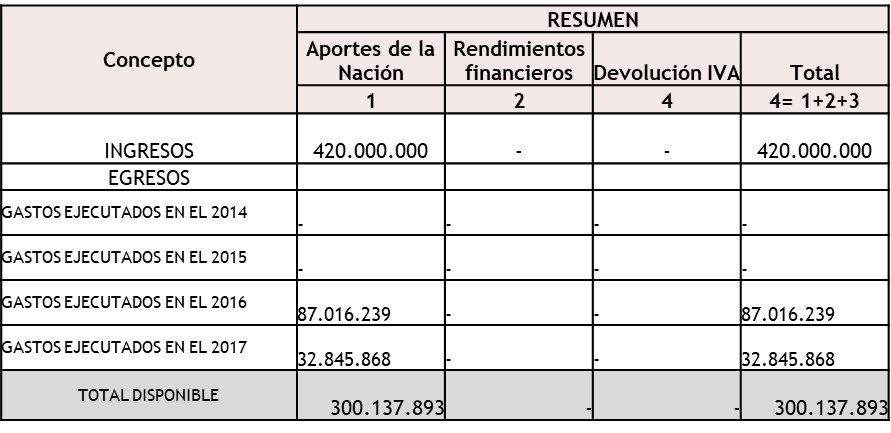 RESUMEN
Concepto
Aportes de la
Nación
Rendimientos
financieros
Devolución IVA
Total
1
2
4
4= 1+2+3
INGRESOS
420.000.000
-
-
420.000.000
EGRESOS
GASTOS EJECUTADOS EN EL 2014
-
-
-
-
GASTOS EJECUTADOS EN EL 2015
-
-
-
-
GASTOS EJECUTADOS EN EL 2016
87.016.239
-
-
87.016.239
GASTOS EJECUTADOS EN EL 2017
32.845.868
-
-
32.845.868
TOTAL DISPONIBLE
300.137.893
-
-
300.137.893